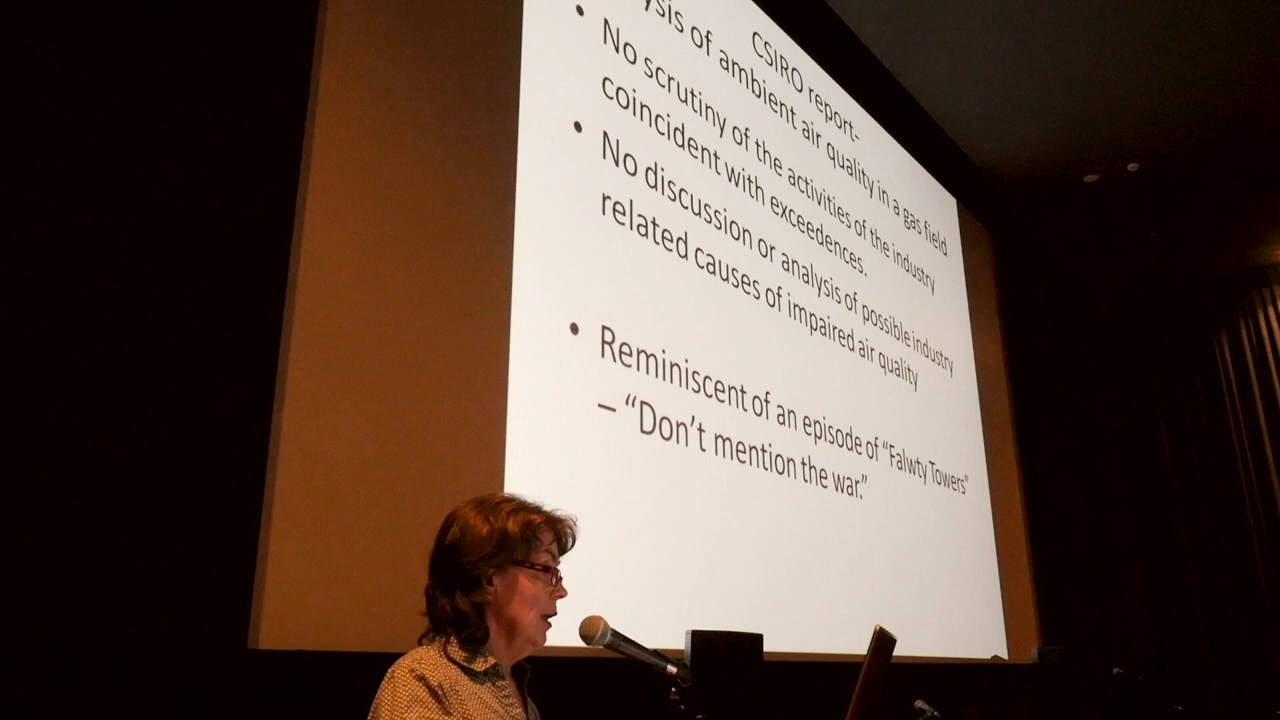 CSIRO report-
ysis of ambient air quality in a gas field
• No scrutiny of the activities of the industry
coincident with exceedences.
• No discussion or analysis of possible industry
related causes of impaired air quality
• Reminiscent of an episode of “Falwty Towers”
– “Don’t mention the war.”